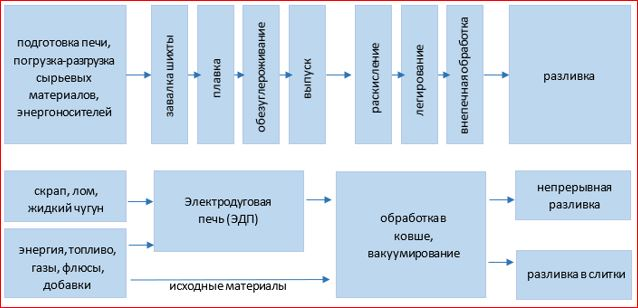 подготовка печи,
погрузка-разгрузка
сырьевых
материалов,
энергоносителей
завалка шихты
плавка
обезуглероживание
выпуск
раскисление
легирование
внепечная обработка
разливка
скрап, лом,
жидкий чугун
Электродуговая
печь (ЭДП)
обработка в
ковше,
вакуумирование
непрерывная
разливка
энергия, топливо,
газы, флюсы,
добавки
исходные материалы
разливка в слитки